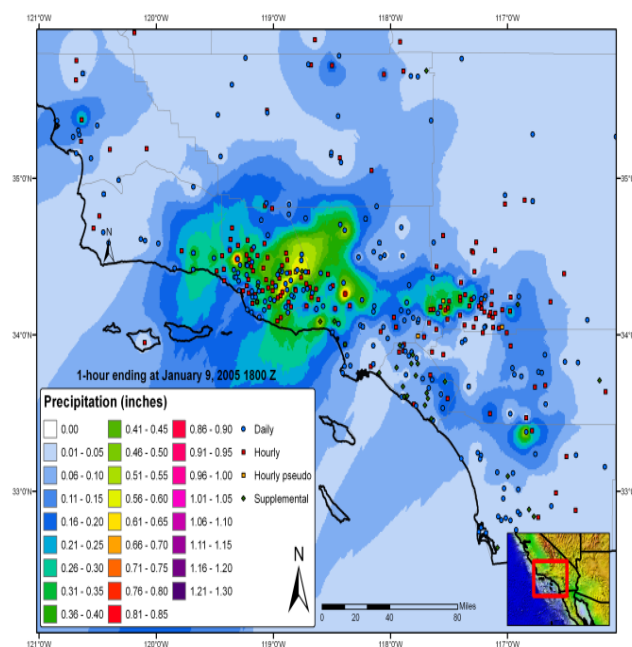 121°0'W 120°0'W 119°0'W 118°0'W 117°0'W
35°0'N 35°0'N
34°0'N 34°0'N
33°0'N 33°0'N
N
1-hour ending at January 9, 2005 1800 Z
Precipitation (inches)
0.00 0.41 - 0.45 0.86 - 0.90 Daily
0.01 - 0.05 0.46 - 0.50 0.91 - 0.95 Hourly
0.06 - 0.10 0.51 - 0.55 0.96 - 1.00 Hourly pseudo
0.11 - 0.15 0.56 - 0.60 1.01 - 1.05 Supplemental
0.16 - 0.20 0.61 - 0.65 1.06 - 1.10
0.21 - 0.25 0.66 - 0.70 1.11 - 1.15
0.26 - 0.30 0.71 - 0.75 1.16 - 1.20
0.31 - 0.35 0.76 - 0.80 1.21 - 1.30
0.36 - 0.40 0.81 - 0.85
N
Miles
0 20 40 80
121°0'W 120°0'W 119°0'W 118°0'W 117°0'W